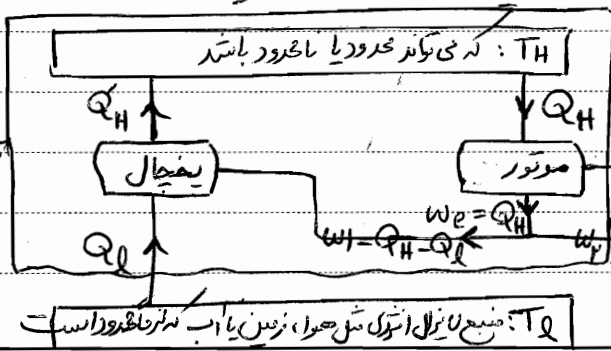 TH : که می تواند محدود یا نامحدود باشد
QH QH
یخچال موتور
we = QH
w1 = QH - Ql w2
Ql
Tl : منبع لایزال انرژی مثل هوا، زمین یا آب که نامحدود است